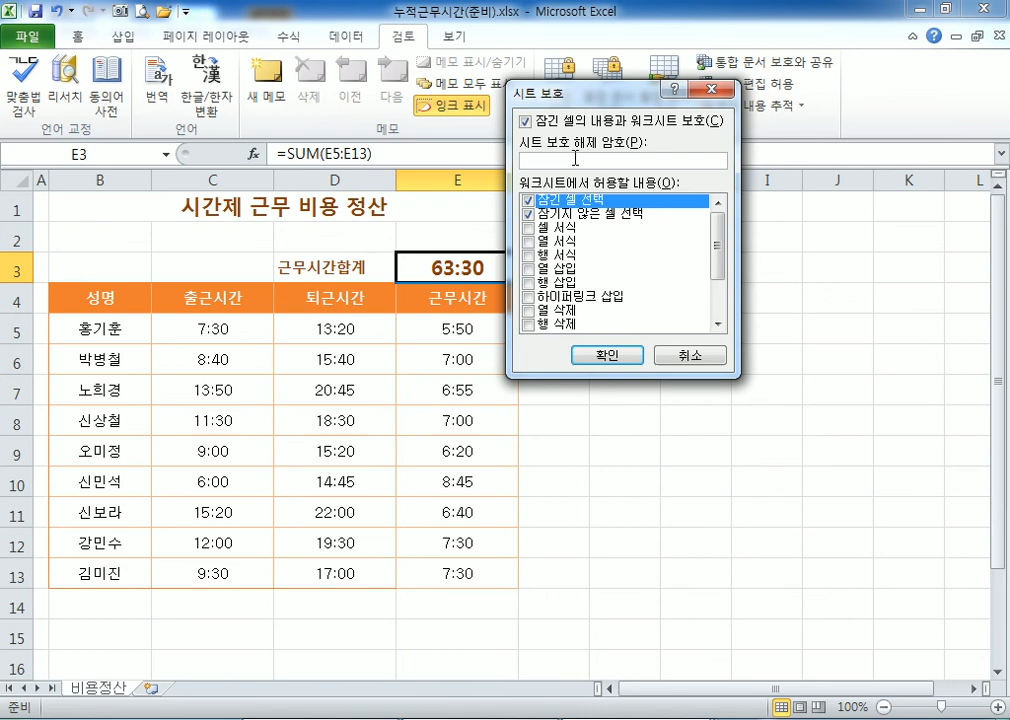 누적근무시간(준비).xlsx - Microsoft Excel
파일 홈 삽입 페이지 레이아웃 수식 데이터 검토 보기
맞춤법 검사 리서치 동의어 사전 번역 한글/한자 변환 새 메모 삭제 이전 다음
메모 표시/숨기기
메모 모두 표
잉크 표시
통합 문서 보호와 공유
편집 허용
내용 추적
언어 교정 언어 메모
E3 fx =SUM(E5:E13)
시트 보호
잠긴 셀의 내용과 워크시트 보호(C)
시트 보호 해제 암호(P):
워크시트에서 허용할 내용(O):
잠긴 셀 선택
잠기지 않은 셀 선택
셀 서식
열 서식
행 서식
열 삽입
행 삽입
하이퍼링크 삽입
열 삭제
행 삭제
확인 취소
A B C D E I J K L
1 시간제 근무 비용 정산
2
3 근무시간합계 63:30
4 성명 출근시간 퇴근시간 근무시간
5 홍기훈 7:30 13:20 5:50
6 박병철 8:40 15:40 7:00
7 노희경 13:50 20:45 6:55
8 신상철 11:30 18:30 7:00
9 오미정 9:00 15:20 6:20
10 신민석 6:00 14:45 8:45
11 신보라 15:20 22:00 6:40
12 강민수 12:00 19:30 7:30
13 김미진 9:30 17:00 7:30
14
15
16
비용정산
준비 100%